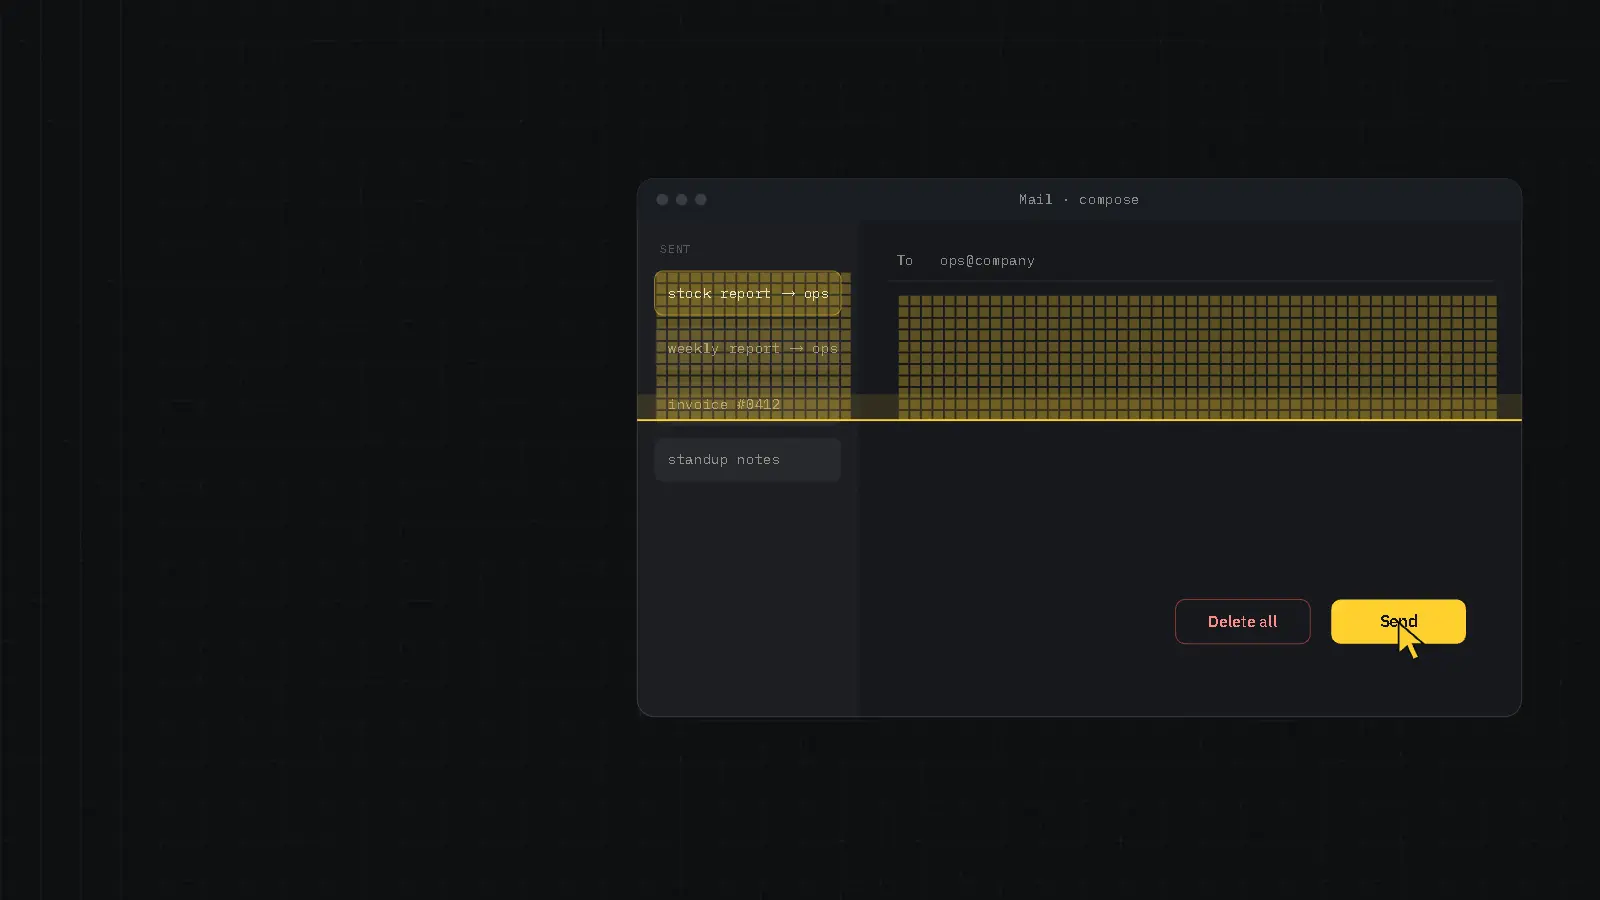 Mail · compose
SENT
stock report → ops
weekly report → ops
invoice #0412
standup notes
To ops@company
Delete all
Send